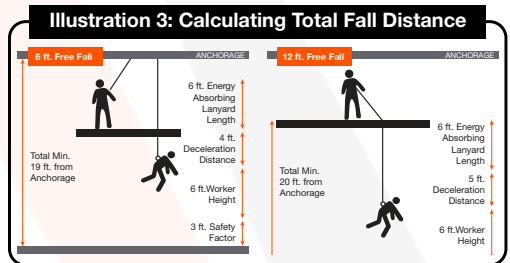 Illustration 3: Calculating Total Fall Distance
6 ft. Free Fall
ANCHORAGE
6 ft. Energy
Absorbing
Lanyard
Length
4 ft.
Deceleration
Distance
Total Min.
19 ft. from
Anchorage
6 ft.Worker
Height
3 ft. Safety
Factor
12 ft. Free Fall
ANCHORAGE
6 ft. Energy
Absorbing
Lanyard
Length
Total Min.
20 ft. from
Anchorage
5 ft.
Deceleration
Distance
6 ft.Worker
Height